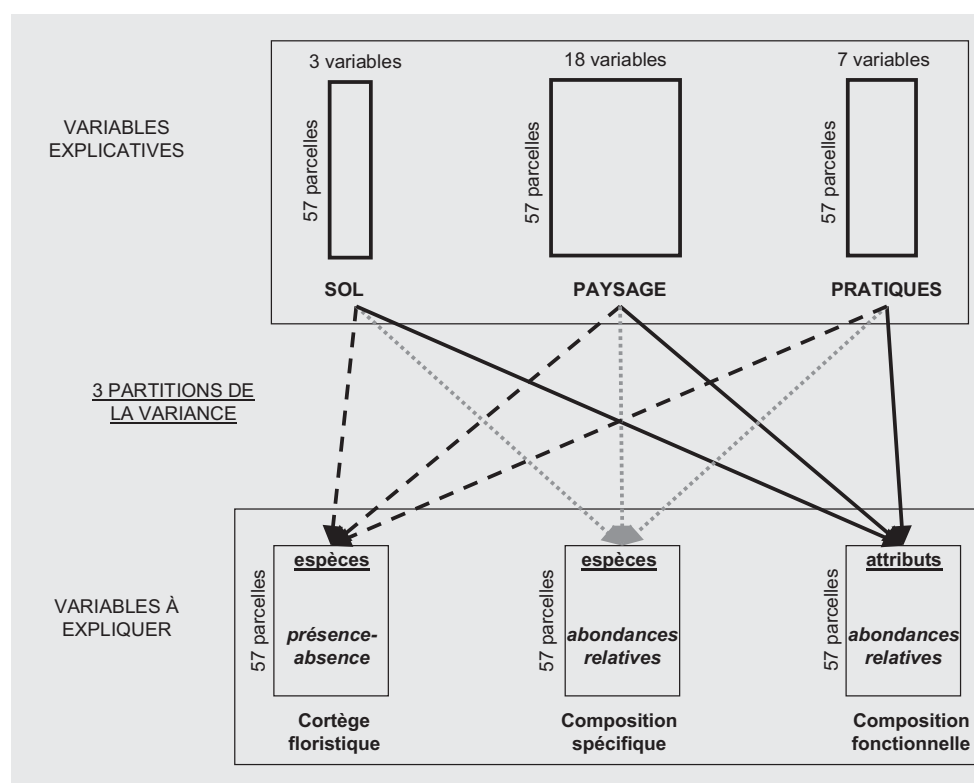 3 variables
18 variables
7 variables
VARIABLES
EXPLICATIVES
57 parcelles
57 parcelles
57 parcelles
SOL
PAYSAGE
PRATIQUES
3 PARTITIONS DE
LA VARIANCE
VARIABLES À
EXPLIQUER
57 parcelles
espèces
présence-
absence
57 parcelles
espèces
abondances
relatives
57 parcelles
attributs
abondances
relatives
Cortège
floristique
Composition
spécifique
Composition
fonctionnelle